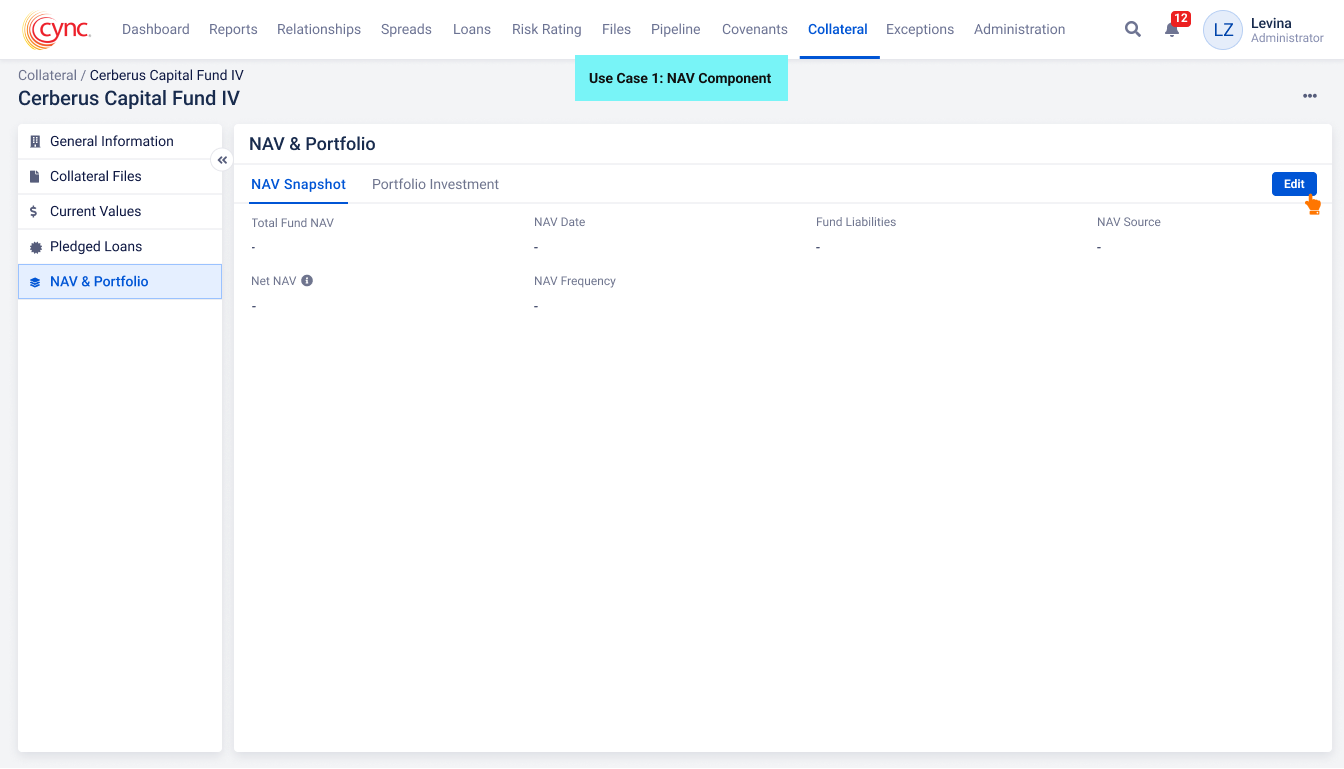 cync
Dashboard Reports Relationships Spreads Loans Risk Rating Files Pipeline Covenants Collateral Exceptions Administration
12
LZ
Levina
Administrator
Collateral / Cerberus Capital Fund IV
Use Case 1: NAV Component
Cerberus Capital Fund IV
General Information
Collateral Files
Current Values
Pledged Loans
NAV & Portfolio
NAV & Portfolio
NAV Snapshot Portfolio Investment
Edit
Total Fund NAV NAV Date Fund Liabilities NAV Source
- - - -
Net NAV NAV Frequency
- -